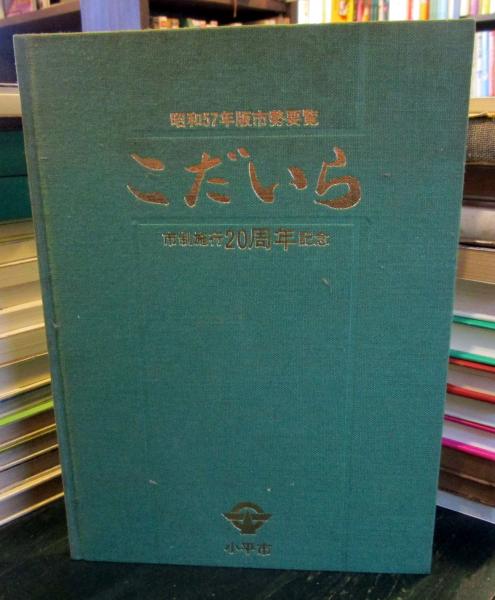 昭和57年版市勢要覧
こだいら
市制施行20周年記念
小平市